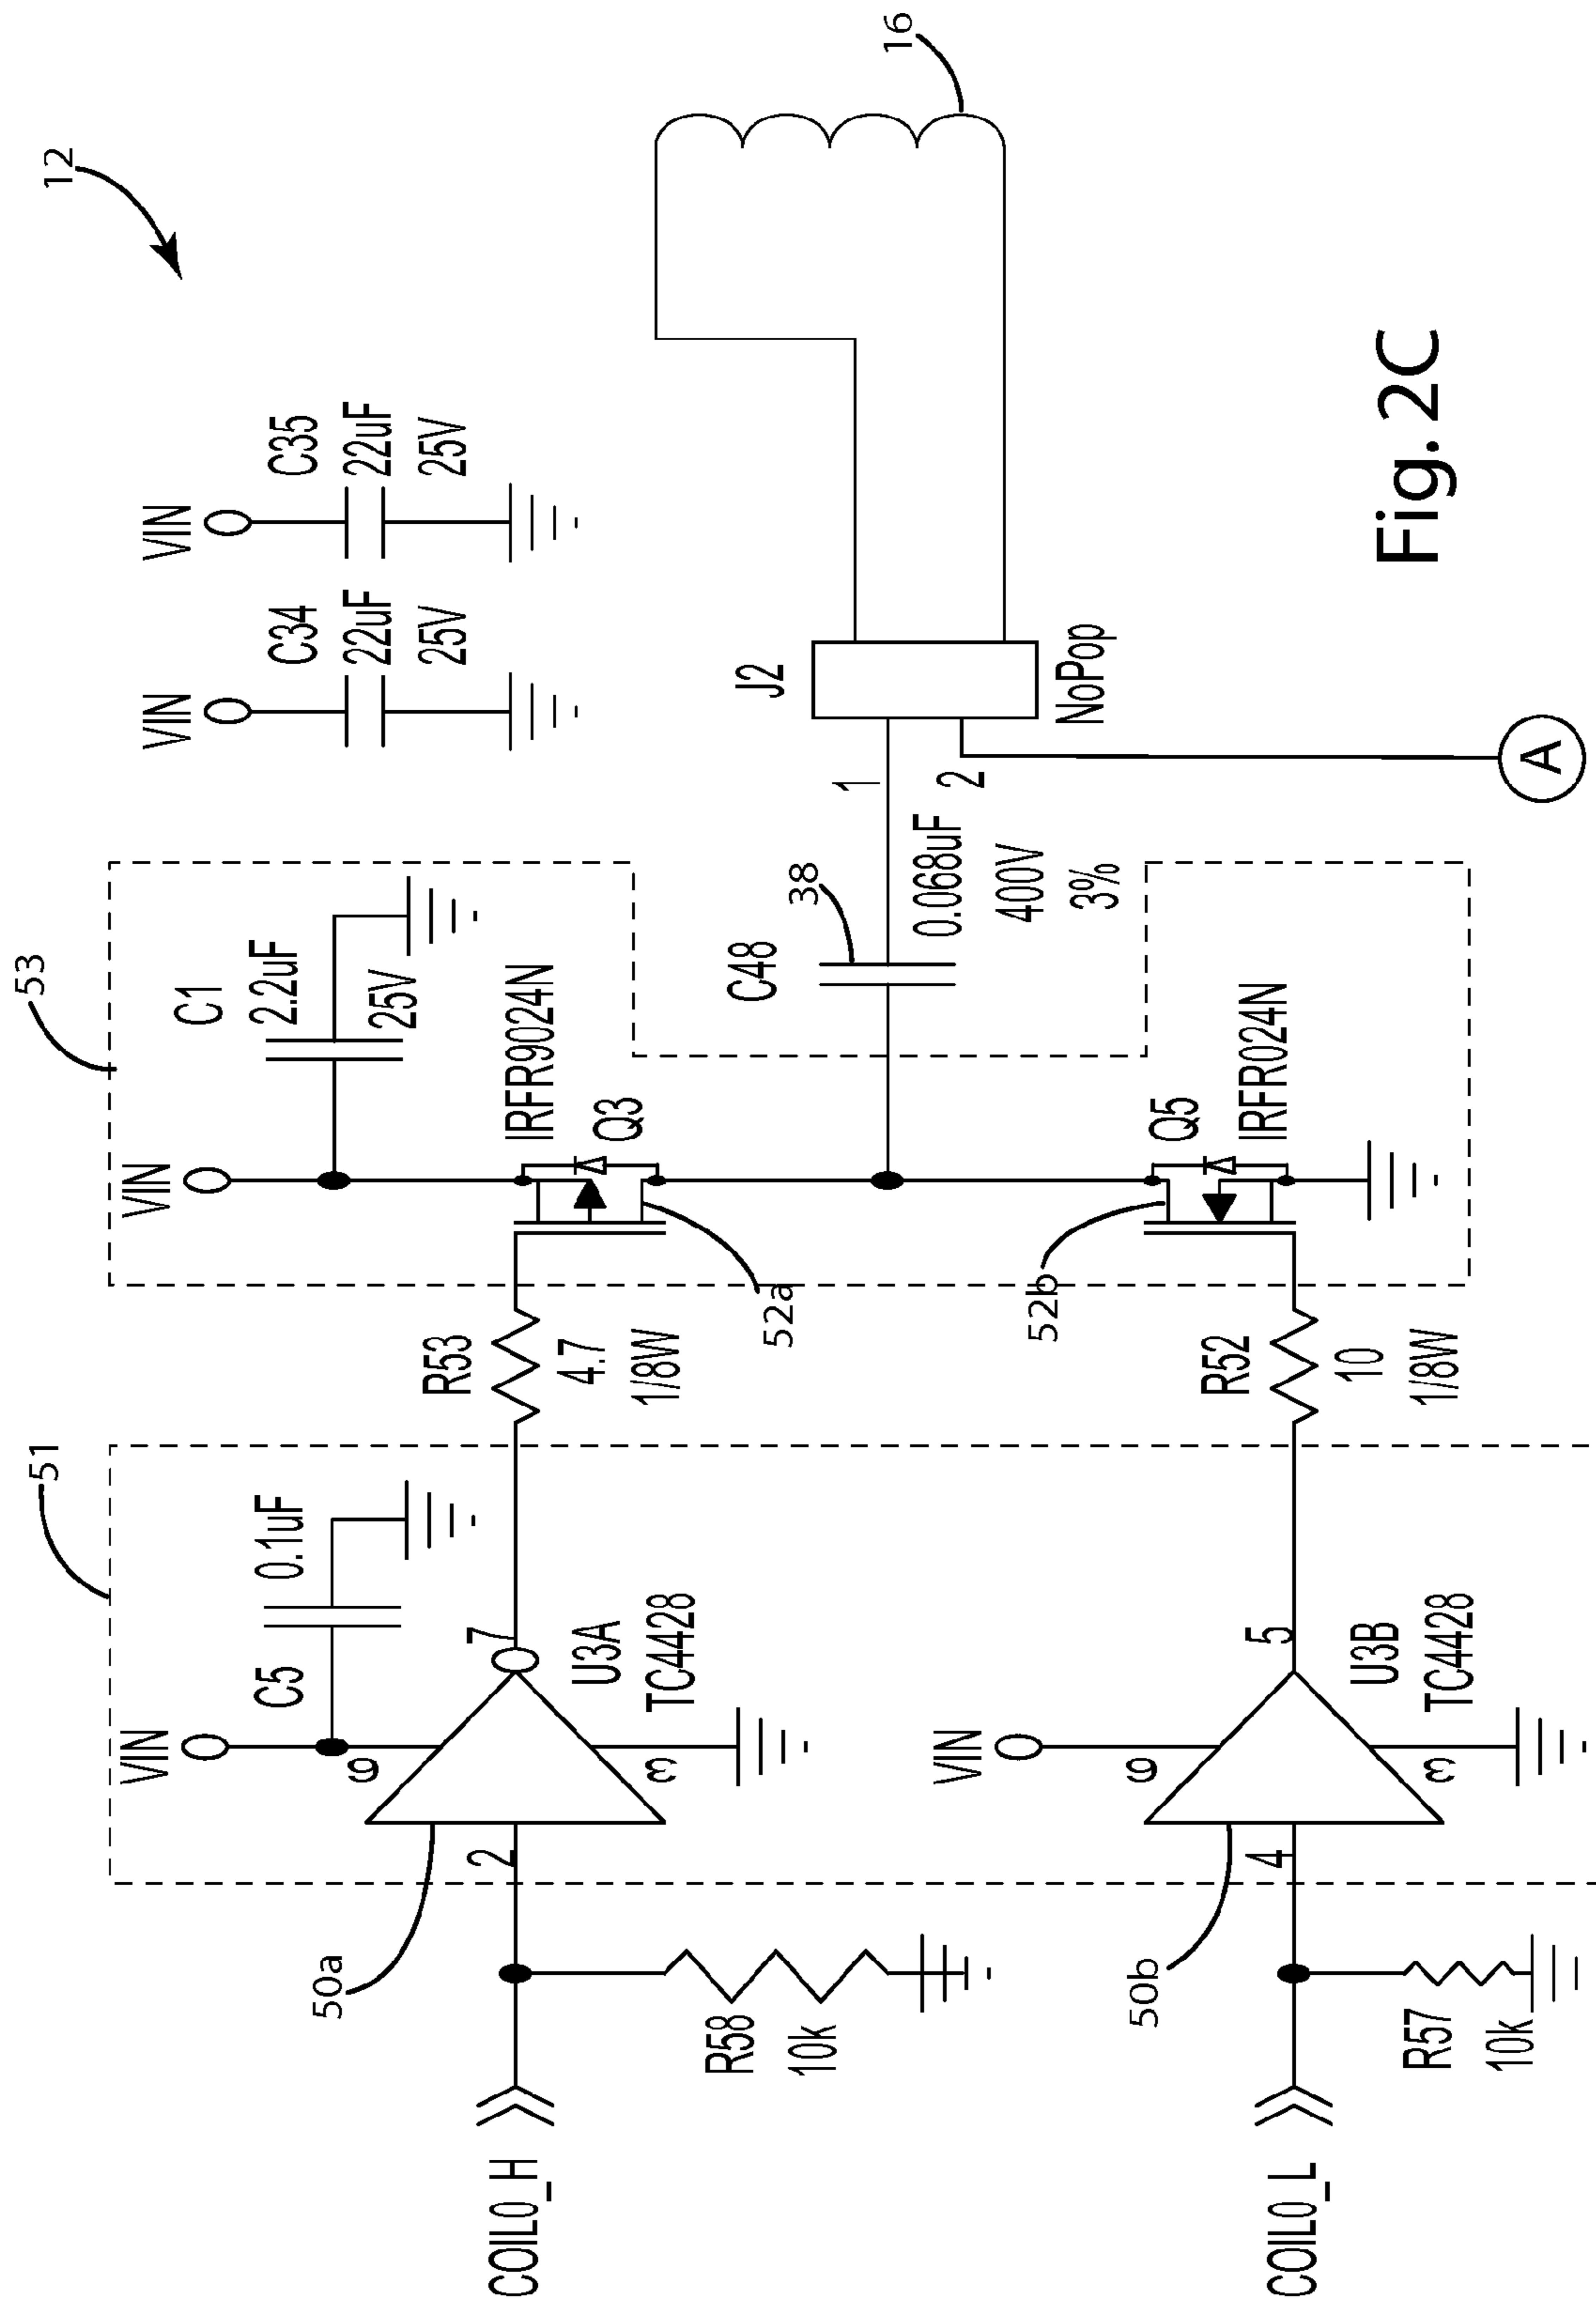 12
53
51
VIN
VIN
C34
22uF
25V
C35
22uF
25V
VIN
C1
2.2uF
25V
VIN
C5
0.1uF
6
50a
COIL0_H
2
7
3
U3A
TC4428
R58
10k
R53
4.7
1/8W
IRFR9024N
Q3
52a
C48
38
0.068uF
400V
3%
1
2
J2
NoPop
16
A
VIN
6
50b
COIL0_L
4
5
3
U3B
TC4428
R57
10k
R52
10
1/8W
52b
Q5
IRFR024N
Fig. 2C